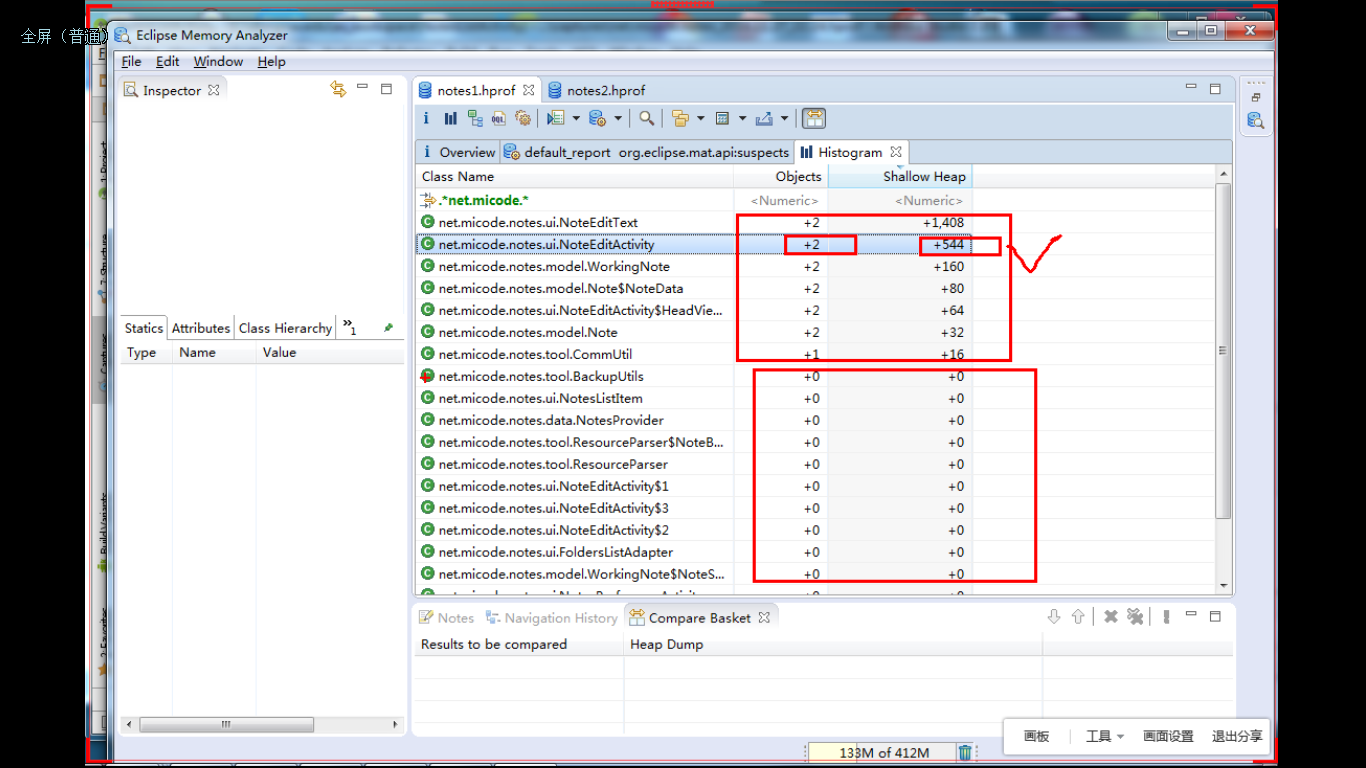 全屏（普通）
Eclipse Memory Analyzer
File Edit Window Help
Inspector
notes1.hprof notes2.hprof
i Overview default_report org.eclipse.mat.api:suspects Histogram
Class Name Objects Shallow Heap
.*net.micode.* <Numeric> <Numeric>
net.micode.notes.ui.NoteEditText +2 +1,408
net.micode.notes.ui.NoteEditActivity +2 +544
net.micode.notes.model.WorkingNote +2 +160
net.micode.notes.model.Note$NoteData +2 +80
net.micode.notes.ui.NoteEditActivity$HeadVie... +2 +64
net.micode.notes.model.Note +2 +32
net.micode.notes.tool.CommUtil +1 +16
net.micode.notes.tool.BackupUtils +0 +0
net.micode.notes.ui.NotesListItem +0 +0
net.micode.notes.data.NotesProvider +0 +0
net.micode.notes.tool.ResourceParser$NoteB... +0 +0
net.micode.notes.tool.ResourceParser +0 +0
net.micode.notes.ui.NoteEditActivity$1 +0 +0
net.micode.notes.ui.NoteEditActivity$3 +0 +0
net.micode.notes.ui.NoteEditActivity$2 +0 +0
net.micode.notes.ui.FoldersListAdapter +0 +0
net.micode.notes.model.WorkingNote$NoteS... +0 +0
Statics Attributes Class Hierarchy »1
Type Name Value
Notes Navigation History Compare Basket
Results to be compared Heap Dump
133M of 412M
画板 工具 画面设置 退出分享